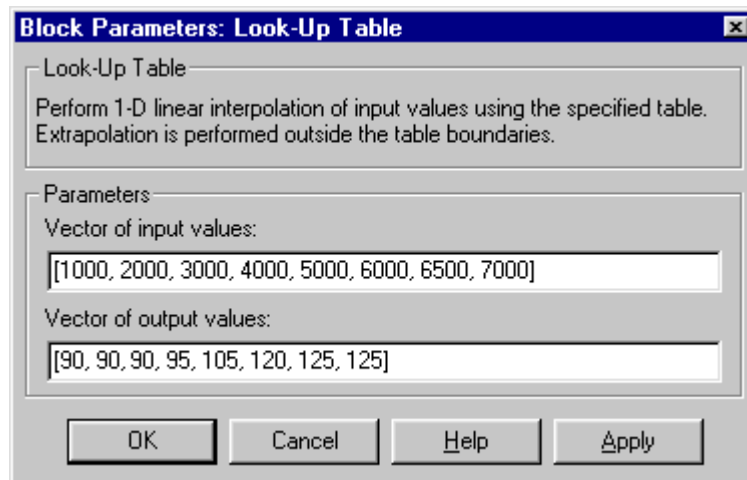 Block Parameters: Look-Up Table
Look-Up Table
Perform 1-D linear interpolation of input values using the specified table.
Extrapolation is performed outside the table boundaries.
Parameters
Vector of input values:
[1000, 2000, 3000, 4000, 5000, 6000, 6500, 7000]
Vector of output values:
[90, 90, 90, 95, 105, 120, 125, 125]
OK Cancel Help Apply